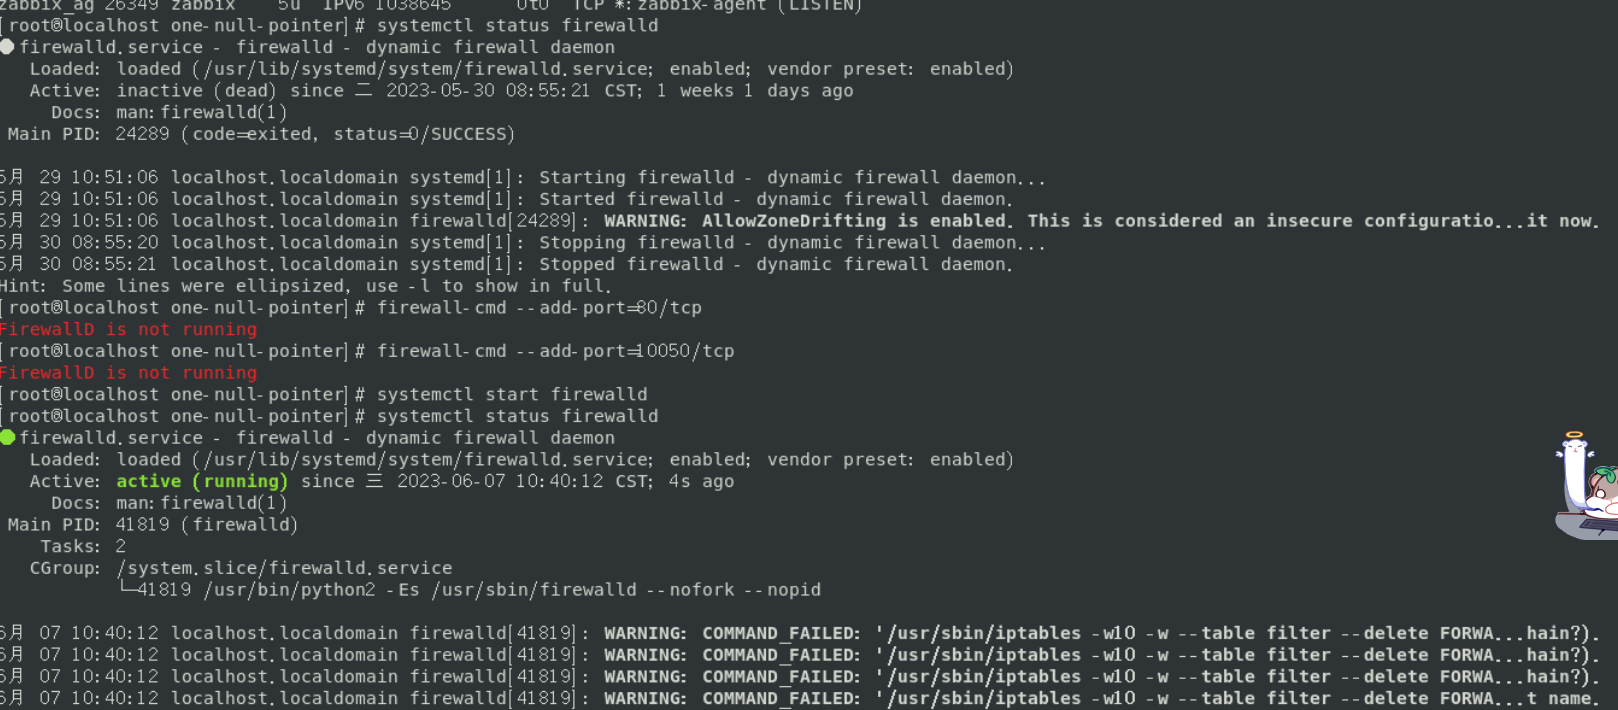 zabbix_ag 26349 zabbix 5u IPv6 1038645 0t0 TCP *:zabbix-agent (LISTEN)
[root@localhost one-null-pointer]# systemctl status firewalld
● firewalld.service - firewalld - dynamic firewall daemon
Loaded: loaded (/usr/lib/systemd/system/firewalld.service; enabled; vendor preset: enabled)
Active: inactive (dead) since 二 2023-05-30 08:55:21 CST; 1 weeks 1 days ago
Docs: man:firewalld(1)
Main PID: 24289 (code=exited, status=0/SUCCESS)
5月 29 10:51:06 localhost.localdomain systemd[1]: Starting firewalld - dynamic firewall daemon...
5月 29 10:51:06 localhost.localdomain systemd[1]: Started firewalld - dynamic firewall daemon.
5月 29 10:51:06 localhost.localdomain firewalld[24289]: WARNING: AllowZoneDrifting is enabled. This is considered an insecure configuratio...it now.
5月 30 08:55:20 localhost.localdomain systemd[1]: Stopping firewalld - dynamic firewall daemon...
5月 30 08:55:21 localhost.localdomain systemd[1]: Stopped firewalld - dynamic firewall daemon.
Hint: Some lines were ellipsized, use -l to show in full.
[root@localhost one-null-pointer]# firewall-cmd --add-port=80/tcp
FirewallD is not running
[root@localhost one-null-pointer]# firewall-cmd --add-port=10050/tcp
FirewallD is not running
[root@localhost one-null-pointer]# systemctl start firewalld
[root@localhost one-null-pointer]# systemctl status firewalld
● firewalld.service - firewalld - dynamic firewall daemon
Loaded: loaded (/usr/lib/systemd/system/firewalld.service; enabled; vendor preset: enabled)
Active: active (running) since 三 2023-06-07 10:40:12 CST; 4s ago
Docs: man:firewalld(1)
Main PID: 41819 (firewalld)
Tasks: 2
CGroup: /system.slice/firewalld.service
└─41819 /usr/bin/python2 -Es /usr/sbin/firewalld --nofork --nopid
6月 07 10:40:12 localhost.localdomain firewalld[41819]: WARNING: COMMAND_FAILED: '/usr/sbin/iptables -w10 -w --table filter --delete FORWA...hain?).
6月 07 10:40:12 localhost.localdomain firewalld[41819]: WARNING: COMMAND_FAILED: '/usr/sbin/iptables -w10 -w --table filter --delete FORWA...hain?).
6月 07 10:40:12 localhost.localdomain firewalld[41819]: WARNING: COMMAND_FAILED: '/usr/sbin/iptables -w10 -w --table filter --delete FORWA...hain?).
6月 07 10:40:12 localhost.localdomain firewalld[41819]: WARNING: COMMAND_FAILED: '/usr/sbin/iptables -w10 -w --table filter --delete FORWA...t name.